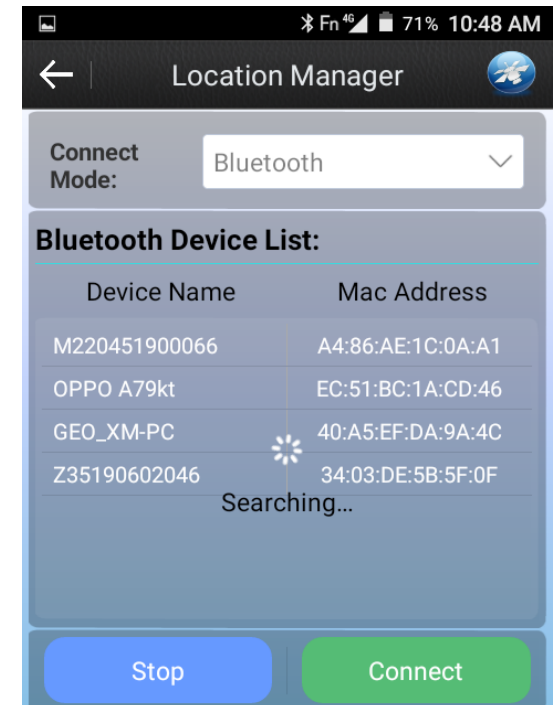 Fn 4G 71% 10:48 AM
Location Manager
Connect Mode:
Bluetooth
Bluetooth Device List:
Device Name Mac Address
M220451900066 A4:86:AE:1C:0A:A1
OPPO A79kt EC:51:BC:1A:CD:46
GEO_XM-PC 40:A5:EF:DA:9A:4C
Z35190602046 34:03:DE:5B:5F:0F
Searching...
Stop Connect